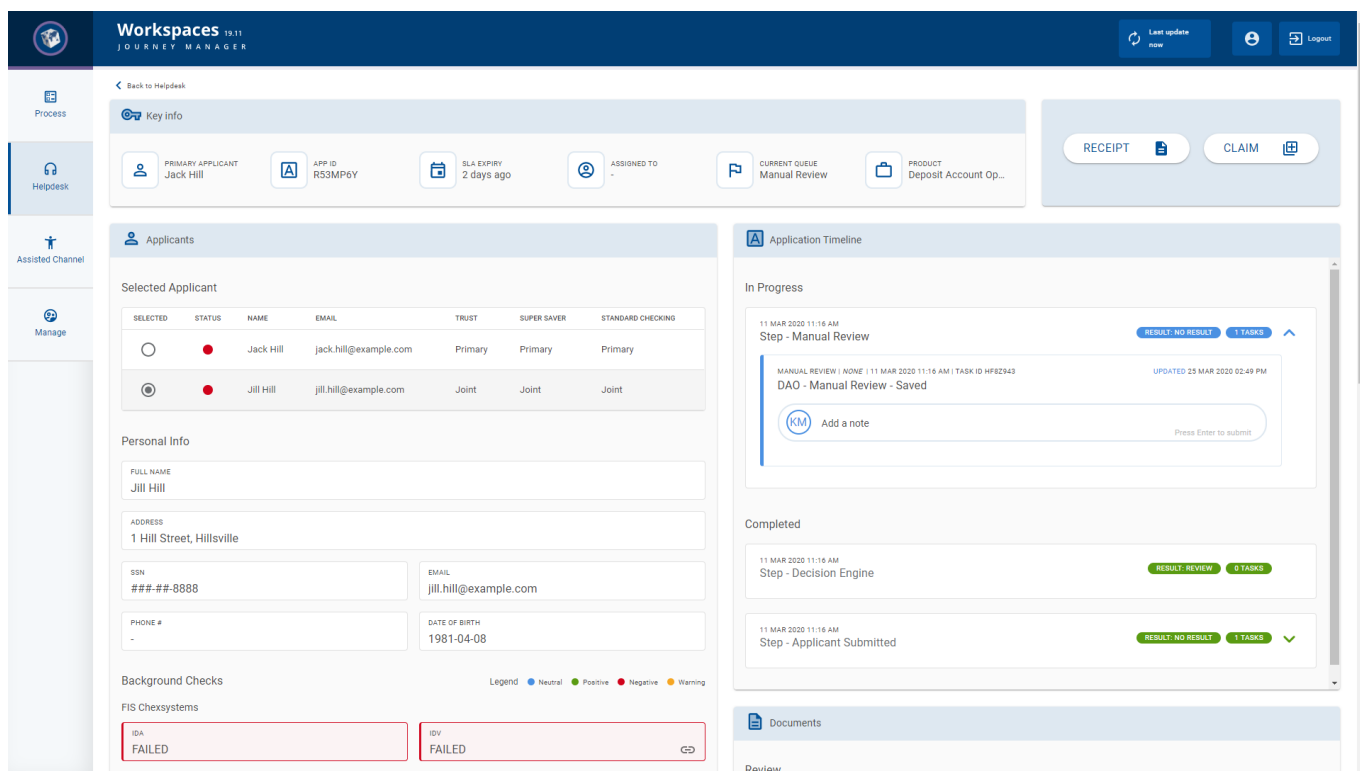 Workspaces 19.11
JOURNEY MANAGER
Last update
now
Logout
Process
Helpdesk
Assisted Channel
Manage
Back to Helpdesk
Key info
PRIMARY APPLICANT
Jack Hill
APP ID
R53MP6Y
SLA EXPIRY
2 days ago
ASSIGNED TO
-
CURRENT QUEUE
Manual Review
PRODUCT
Deposit Account Op...
RECEIPT
CLAIM
Applicants
Selected Applicant
SELECTED STATUS NAME EMAIL TRUST SUPER SAVER STANDARD CHECKING
Jack Hill jack.hill@example.com Primary Primary Primary
Jill Hill jill.hill@example.com Joint Joint Joint
Personal Info
FULL NAME
Jill Hill
ADDRESS
1 Hill Street, Hillsville
SSN
###-##-8888
EMAIL
jill.hill@example.com
PHONE #
-
DATE OF BIRTH
1981-04-08
Background Checks
Legend Neutral Positive Negative Warning
FIS Chexsystems
IDA
FAILED
IDV
FAILED
Application Timeline
In Progress
11 MAR 2020 11:16 AM
Step - Manual Review
RESULT: NO RESULT 1 TASKS
MANUAL REVIEW | NONE | 11 MAR 2020 11:16 AM | TASK ID HF8Z943
UPDATED 25 MAR 2020 02:49 PM
DAO - Manual Review - Saved
KM Add a note
Press Enter to submit
Completed
11 MAR 2020 11:16 AM
Step - Decision Engine
RESULT: REVIEW 0 TASKS
11 MAR 2020 11:16 AM
Step - Applicant Submitted
RESULT: NO RESULT 1 TASKS
Documents
Review